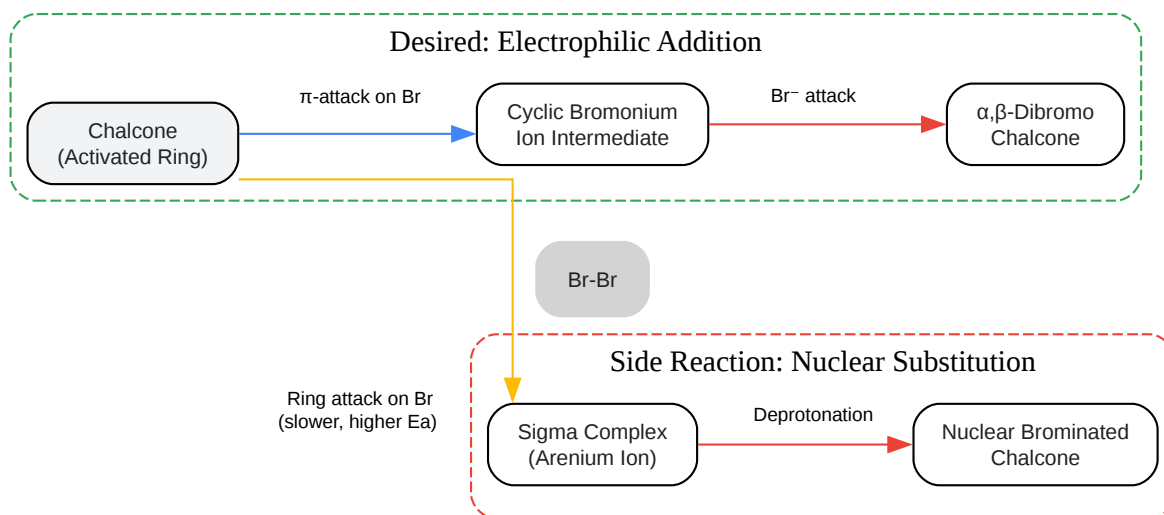 Desired: Electrophilic Addition
Chalcone
(Activated Ring)
π-attack on Br
Cyclic Bromonium
Ion Intermediate
Br⁻ attack
α,β-Dibromo
Chalcone
Br-Br
Side Reaction: Nuclear Substitution
Ring attack on Br
(slower, higher Ea)
Sigma Complex
(Arenium Ion)
Deprotonation
Nuclear Brominated
Chalcone